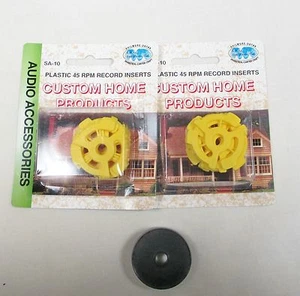 SA-10
PLASTIC 45 RPM RECORD INSERTS
CUSTOM HOME
PRODUCTS
AUDIO ACCESSORIES
PLASTIC 45 RPM RECORD INSERTS
CUSTOM HOME
PRODUCTS